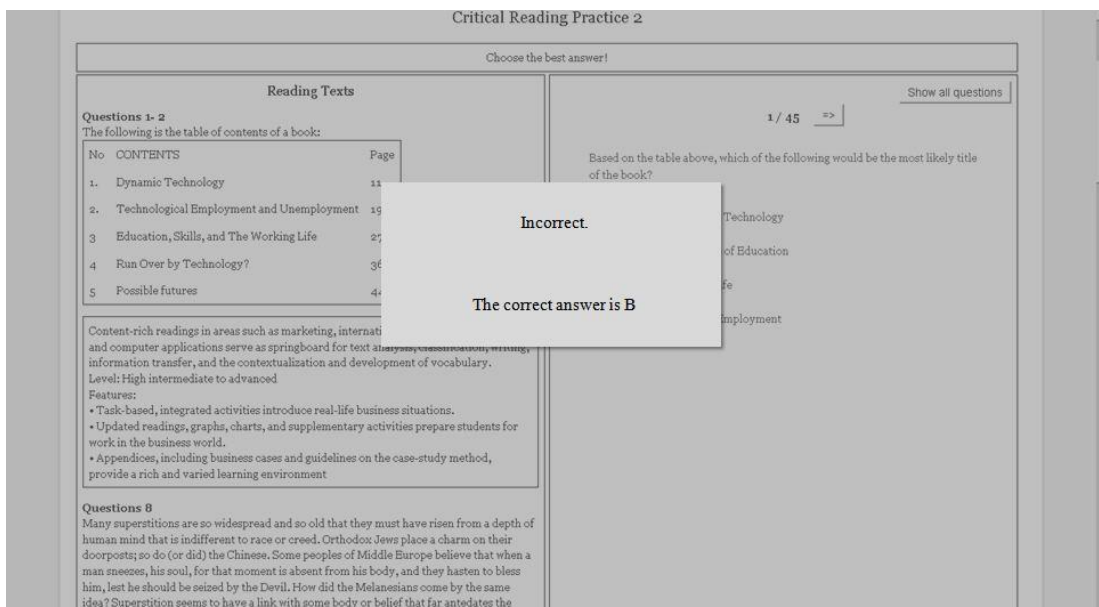 Critical Reading Practice 2
Choose the best answer!
Reading Texts
Questions 1- 2
The following is the table of contents of a book:
No CONTENTS Page
1. Dynamic Technology 11
2. Technological Employment and Unemployment 19
3 Education, Skills, and The Working Life 27
4 Run Over by Technology? 36
5 Possible futures 44
Content-rich readings in areas such as marketing,
and computer applications serve as springboard for text analysis, classification, writing,
information transfer, and the contextualization and development of vocabulary.
Level: High intermediate to advanced
Features:
• Task-based, integrated activities introduce real-life business situations.
• Updated readings, graphs, charts, and supplementary activities prepare students for
work in the business world.
• Appendices, including business cases and guidelines on the case-study method,
provide a rich and varied learning environment
Questions 8
Many superstitions are so widespread and so old that they must have risen from a depth of
human mind that is indifferent to race or creed. Orthodox Jews place a charm on their
doorposts; so do (or did) the Chinese. Some peoples of Middle Europe believe that when a
man sneezes, his soul, for that moment is absent from his body, and they hasten to bless
him, lest he should be seized by the Devil. How did the Melanesians come by the same
idea? Superstition seems to have a link with some body or belief that far antedates the
Show all questions
1 / 45 =>
Based on the table above, which of the following would be the most likely title
of the book?
Technology
of Education
Incorrect.
The correct answer is B